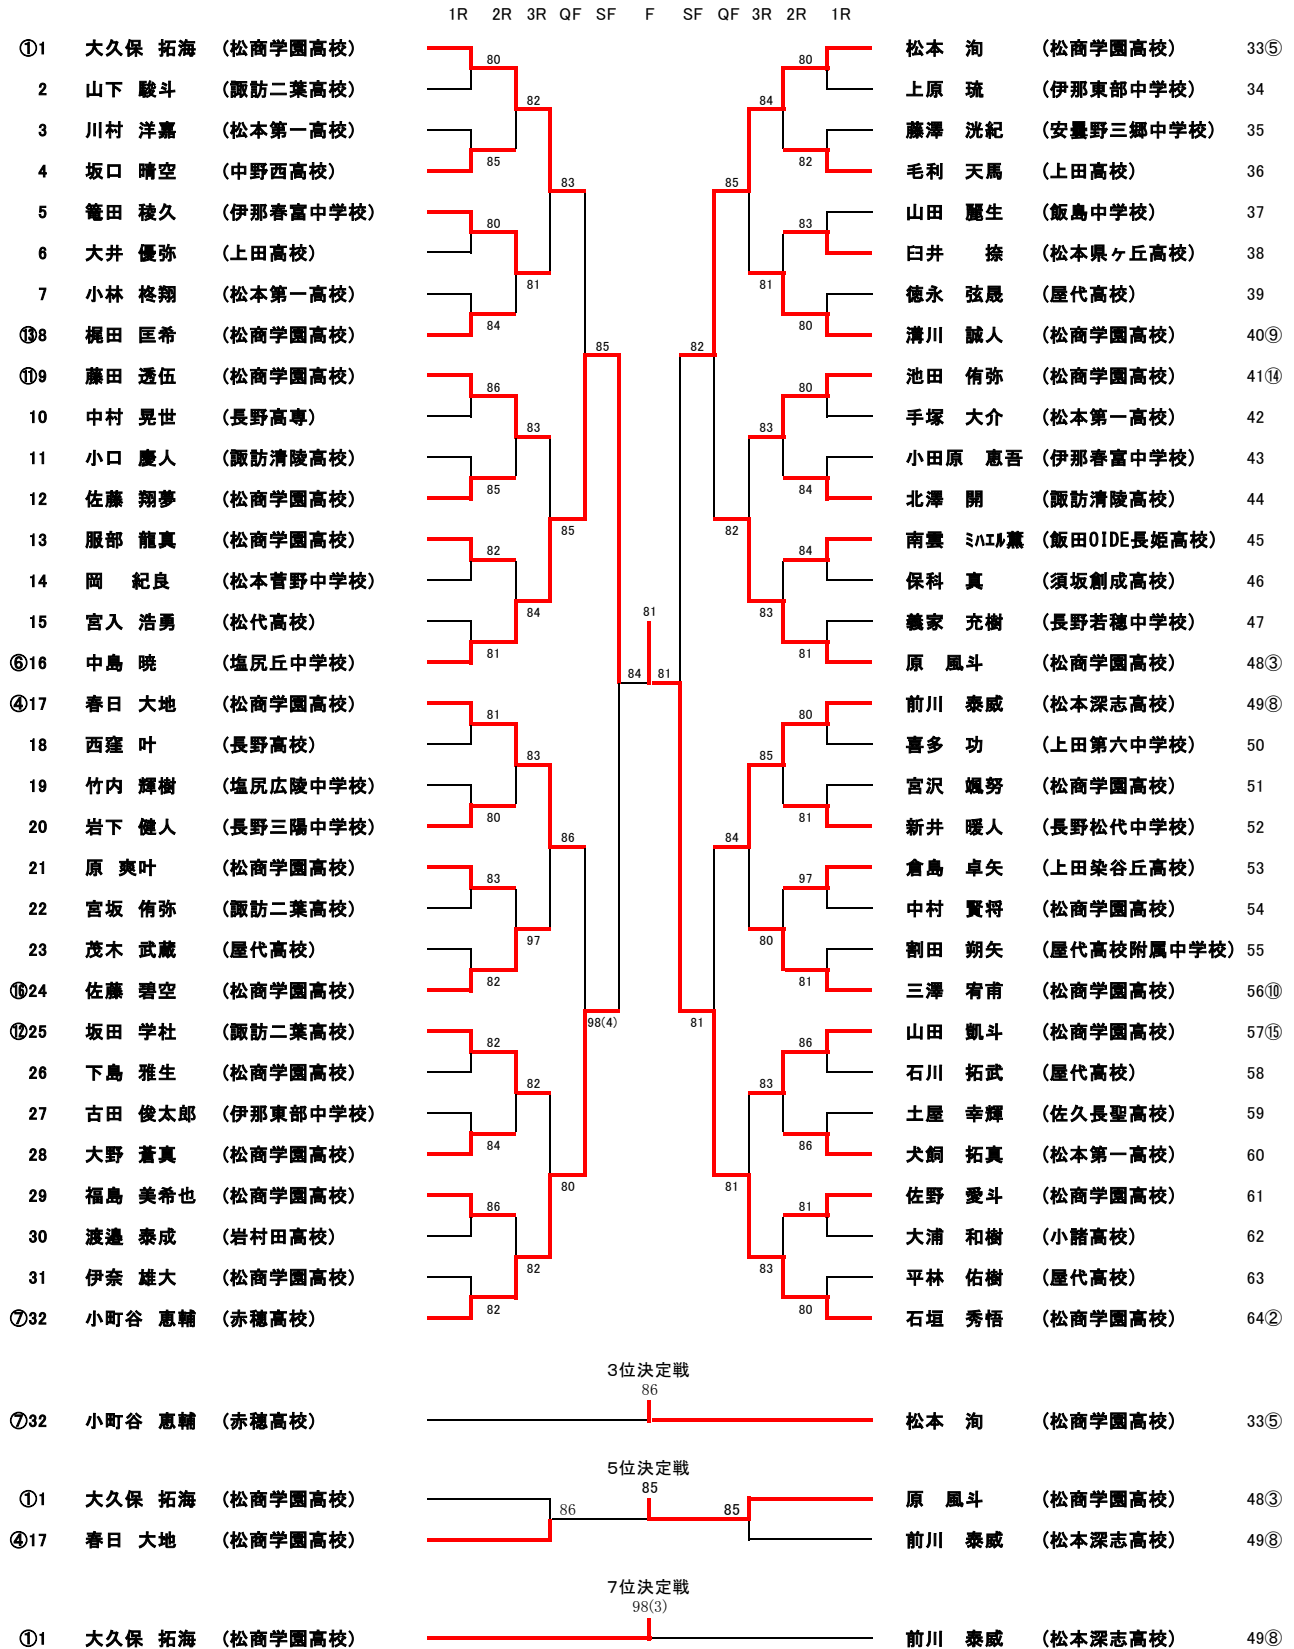 1R 2R 3R QF SF F SF QF 3R 2R 1R
①1 大久保 拓海 (松商学園高校) 松本 洵 (松商学園高校) 33⑤
80 80
2 山下 駿斗 (諏訪二葉高校) 上原 琉 (伊那東部中学校) 34
82 84
3 川村 洋嘉 (松本第一高校) 藤澤 洸紀 (安曇野三郷中学校) 35
85 82
4 坂口 晴空 (中野西高校) 毛利 天馬 (上田高校) 36
83 85
5 篭田 稜久 (伊那春富中学校) 山田 麗生 (飯島中学校) 37
80 83
6 大井 優弥 (上田高校) 臼井 捺 (松本県ヶ丘高校) 38
81 81
7 小林 柊翔 (松本第一高校) 徳永 弦晟 (屋代高校) 39
84 80
⑬8 梶田 匡希 (松商学園高校) 溝川 誠人 (松商学園高校) 40⑨
85 82
⑪9 藤田 透伍 (松商学園高校) 池田 侑弥 (松商学園高校) 41⑭
86 80
10 中村 晃世 (長野高専) 手塚 大介 (松本第一高校) 42
83 83
11 小口 慶人 (諏訪清陵高校) 小田原 恵吾 (伊那春富中学校) 43
85 84
12 佐藤 翔夢 (松商学園高校) 北澤 開 (諏訪清陵高校) 44
85 82
13 服部 龍真 (松商学園高校) 南雲 ミハエル薫 (飯田OIDE長姫高校) 45
82 84
14 岡 紀良 (松本菅野中学校) 保科 真 (須坂創成高校) 46
84 81 83
15 宮入 浩勇 (松代高校) 義家 充樹 (長野若穂中学校) 47
81 81
⑥16 中島 暁 (塩尻丘中学校) 原 風斗 (松商学園高校) 48③
84 81
④17 春日 大地 (松商学園高校) 前川 泰威 (松本深志高校) 49⑧
81 80
18 西窪 叶 (長野高校) 喜多 功 (上田第六中学校) 50
83 85
19 竹内 輝樹 (塩尻広陵中学校) 宮沢 颯努 (松商学園高校) 51
80 81
20 岩下 健人 (長野三陽中学校) 新井 暖人 (長野松代中学校) 52
86 84
21 原 爽叶 (松商学園高校) 倉島 卓矢 (上田染谷丘高校) 53
83 97
22 宮坂 侑弥 (諏訪二葉高校) 中村 賢将 (松商学園高校) 54
97 80
23 茂木 武蔵 (屋代高校) 割田 朔矢 (屋代高校附属中学校) 55
82 81
⑯24 佐藤 碧空 (松商学園高校) 三澤 宥甫 (松商学園高校) 56⑩
98(4) 81
⑫25 坂田 学杜 (諏訪二葉高校) 山田 凱斗 (松商学園高校) 57⑮
82 86
26 下島 雅生 (松商学園高校) 石川 拓武 (屋代高校) 58
82 83
27 古田 俊太郎 (伊那東部中学校) 土屋 幸輝 (佐久長聖高校) 59
84 86
28 大野 蒼真 (松商学園高校) 犬飼 拓真 (松本第一高校) 60
80 81
29 福島 美希也 (松商学園高校) 佐野 愛斗 (松商学園高校) 61
86 81
30 渡邉 泰成 (岩村田高校) 大浦 和樹 (小諸高校) 62
82 83
31 伊奈 雄大 (松商学園高校) 平林 佑樹 (屋代高校) 63
82 80
⑦32 小町谷 恵輔 (赤穂高校) 石垣 秀悟 (松商学園高校) 64②
3位決定戦
86
⑦32 小町谷 恵輔 (赤穂高校) 松本 洵 (松商学園高校) 33⑤
5位決定戦
85
①1 大久保 拓海 (松商学園高校) 原 風斗 (松商学園高校) 48③
86 85
④17 春日 大地 (松商学園高校) 前川 泰威 (松本深志高校) 49⑧
7位決定戦
98(3)
①1 大久保 拓海 (松商学園高校) 前川 泰威 (松本深志高校) 49⑧